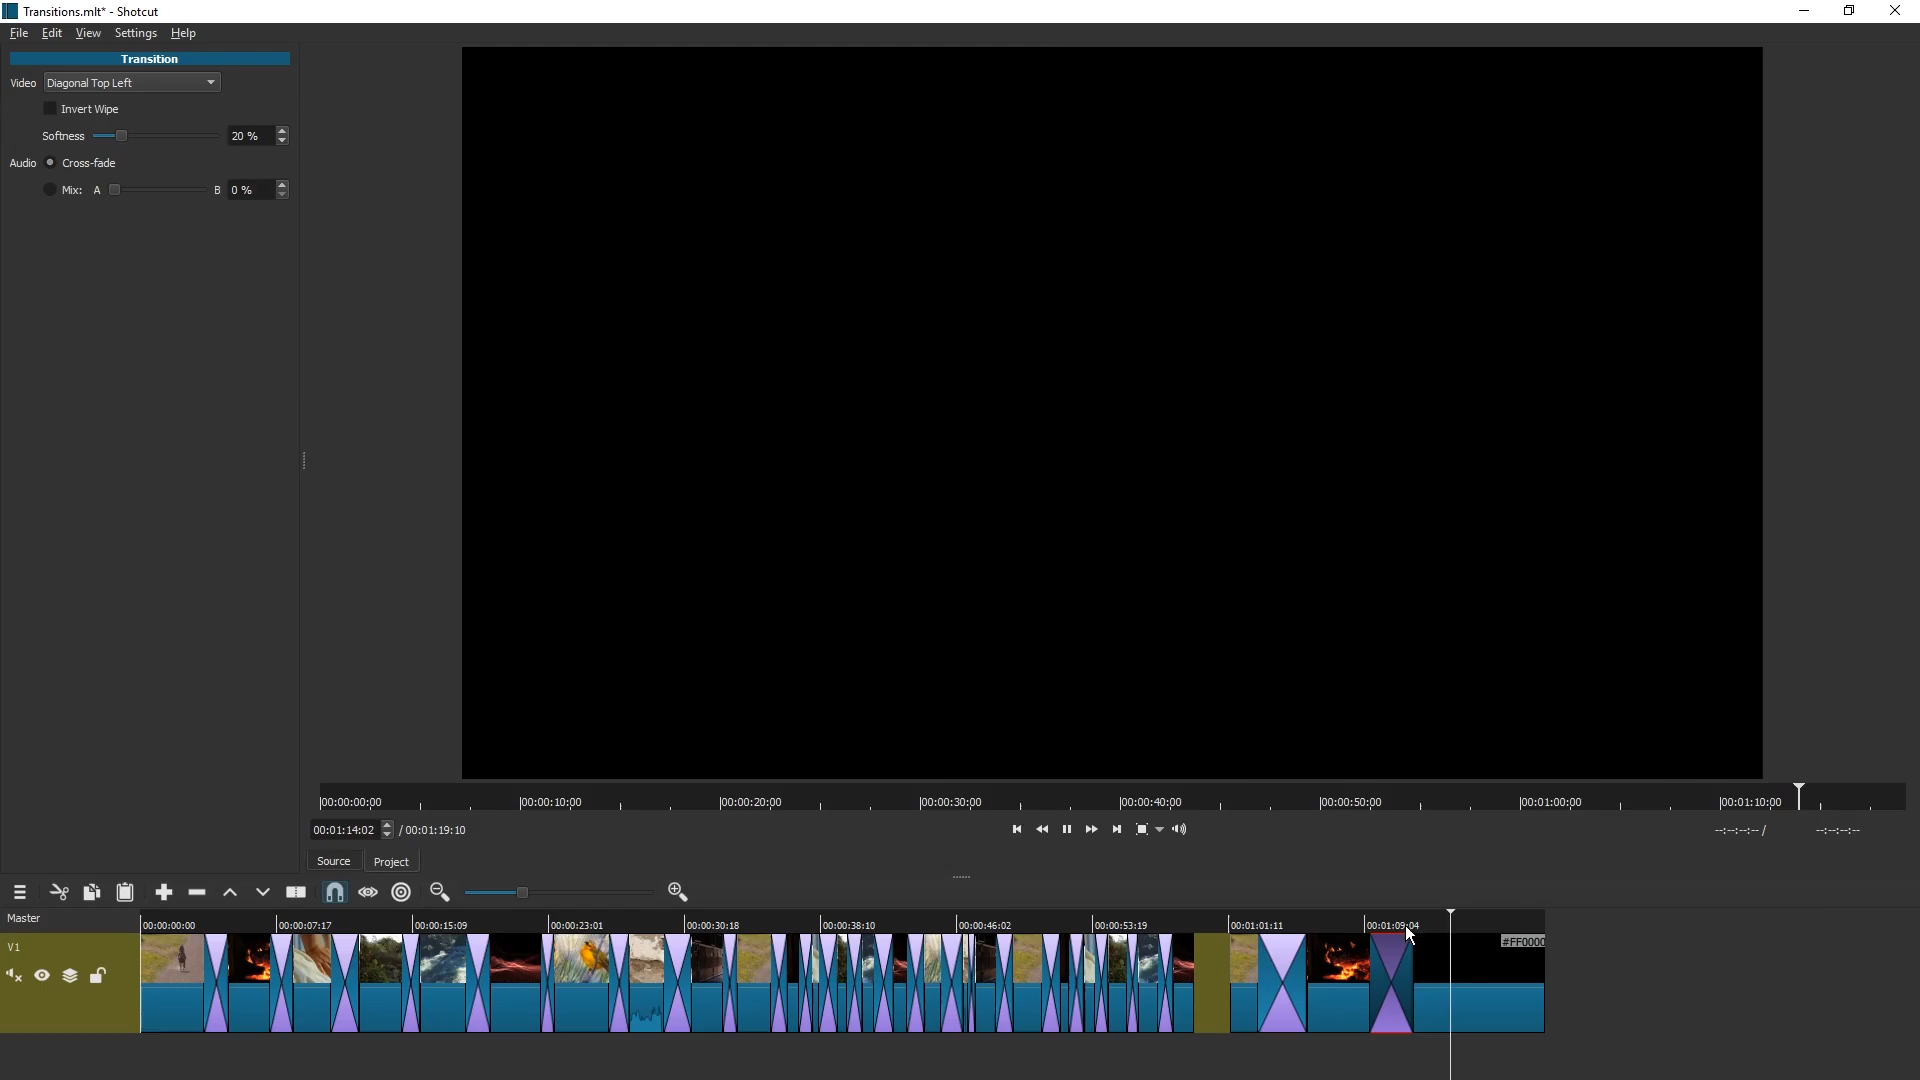 Transitions.mlt* - Shotcut
File Edit View Settings Help
Transition
Video Diagonal Top Left
Invert Wipe
Softness 20 %
Audio Cross-fade
Mix: A B 0 %
00:00:00:00 00:00:10:00 00:00:20:00 00:00:30:00 00:00:40:00 00:00:50:00 00:01:00:00 00:01:10:00
00:01:14:02 / 00:01:19:10 --:--:--:-- / --:--:--:--
Source Project
Master 00:00:00:00 00:00:07:17 00:00:15:09 00:00:23:01 00:00:30:18 00:00:38:10 00:00:46:02 00:00:53:19 00:01:01:11 00:01:09:04
V1 #FF0000